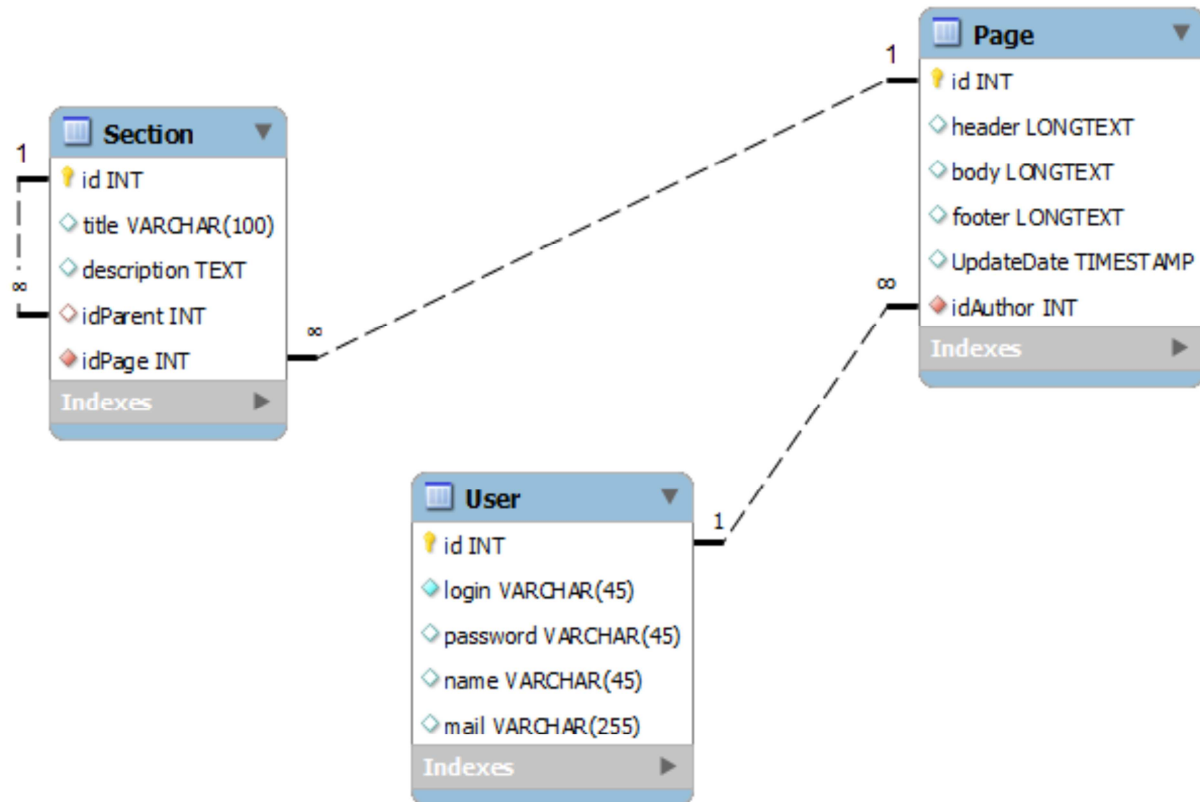 Section
1
id INT
title VARCHAR(100)
description TEXT
∞
idParent INT
∞
idPage INT
Indexes
Page
1
id INT
header LONGTEXT
body LONGTEXT
footer LONGTEXT
UpdateDate TIMESTAMP
∞
idAuthor INT
Indexes
User
1
id INT
login VARCHAR(45)
password VARCHAR(45)
name VARCHAR(45)
mail VARCHAR(255)
Indexes